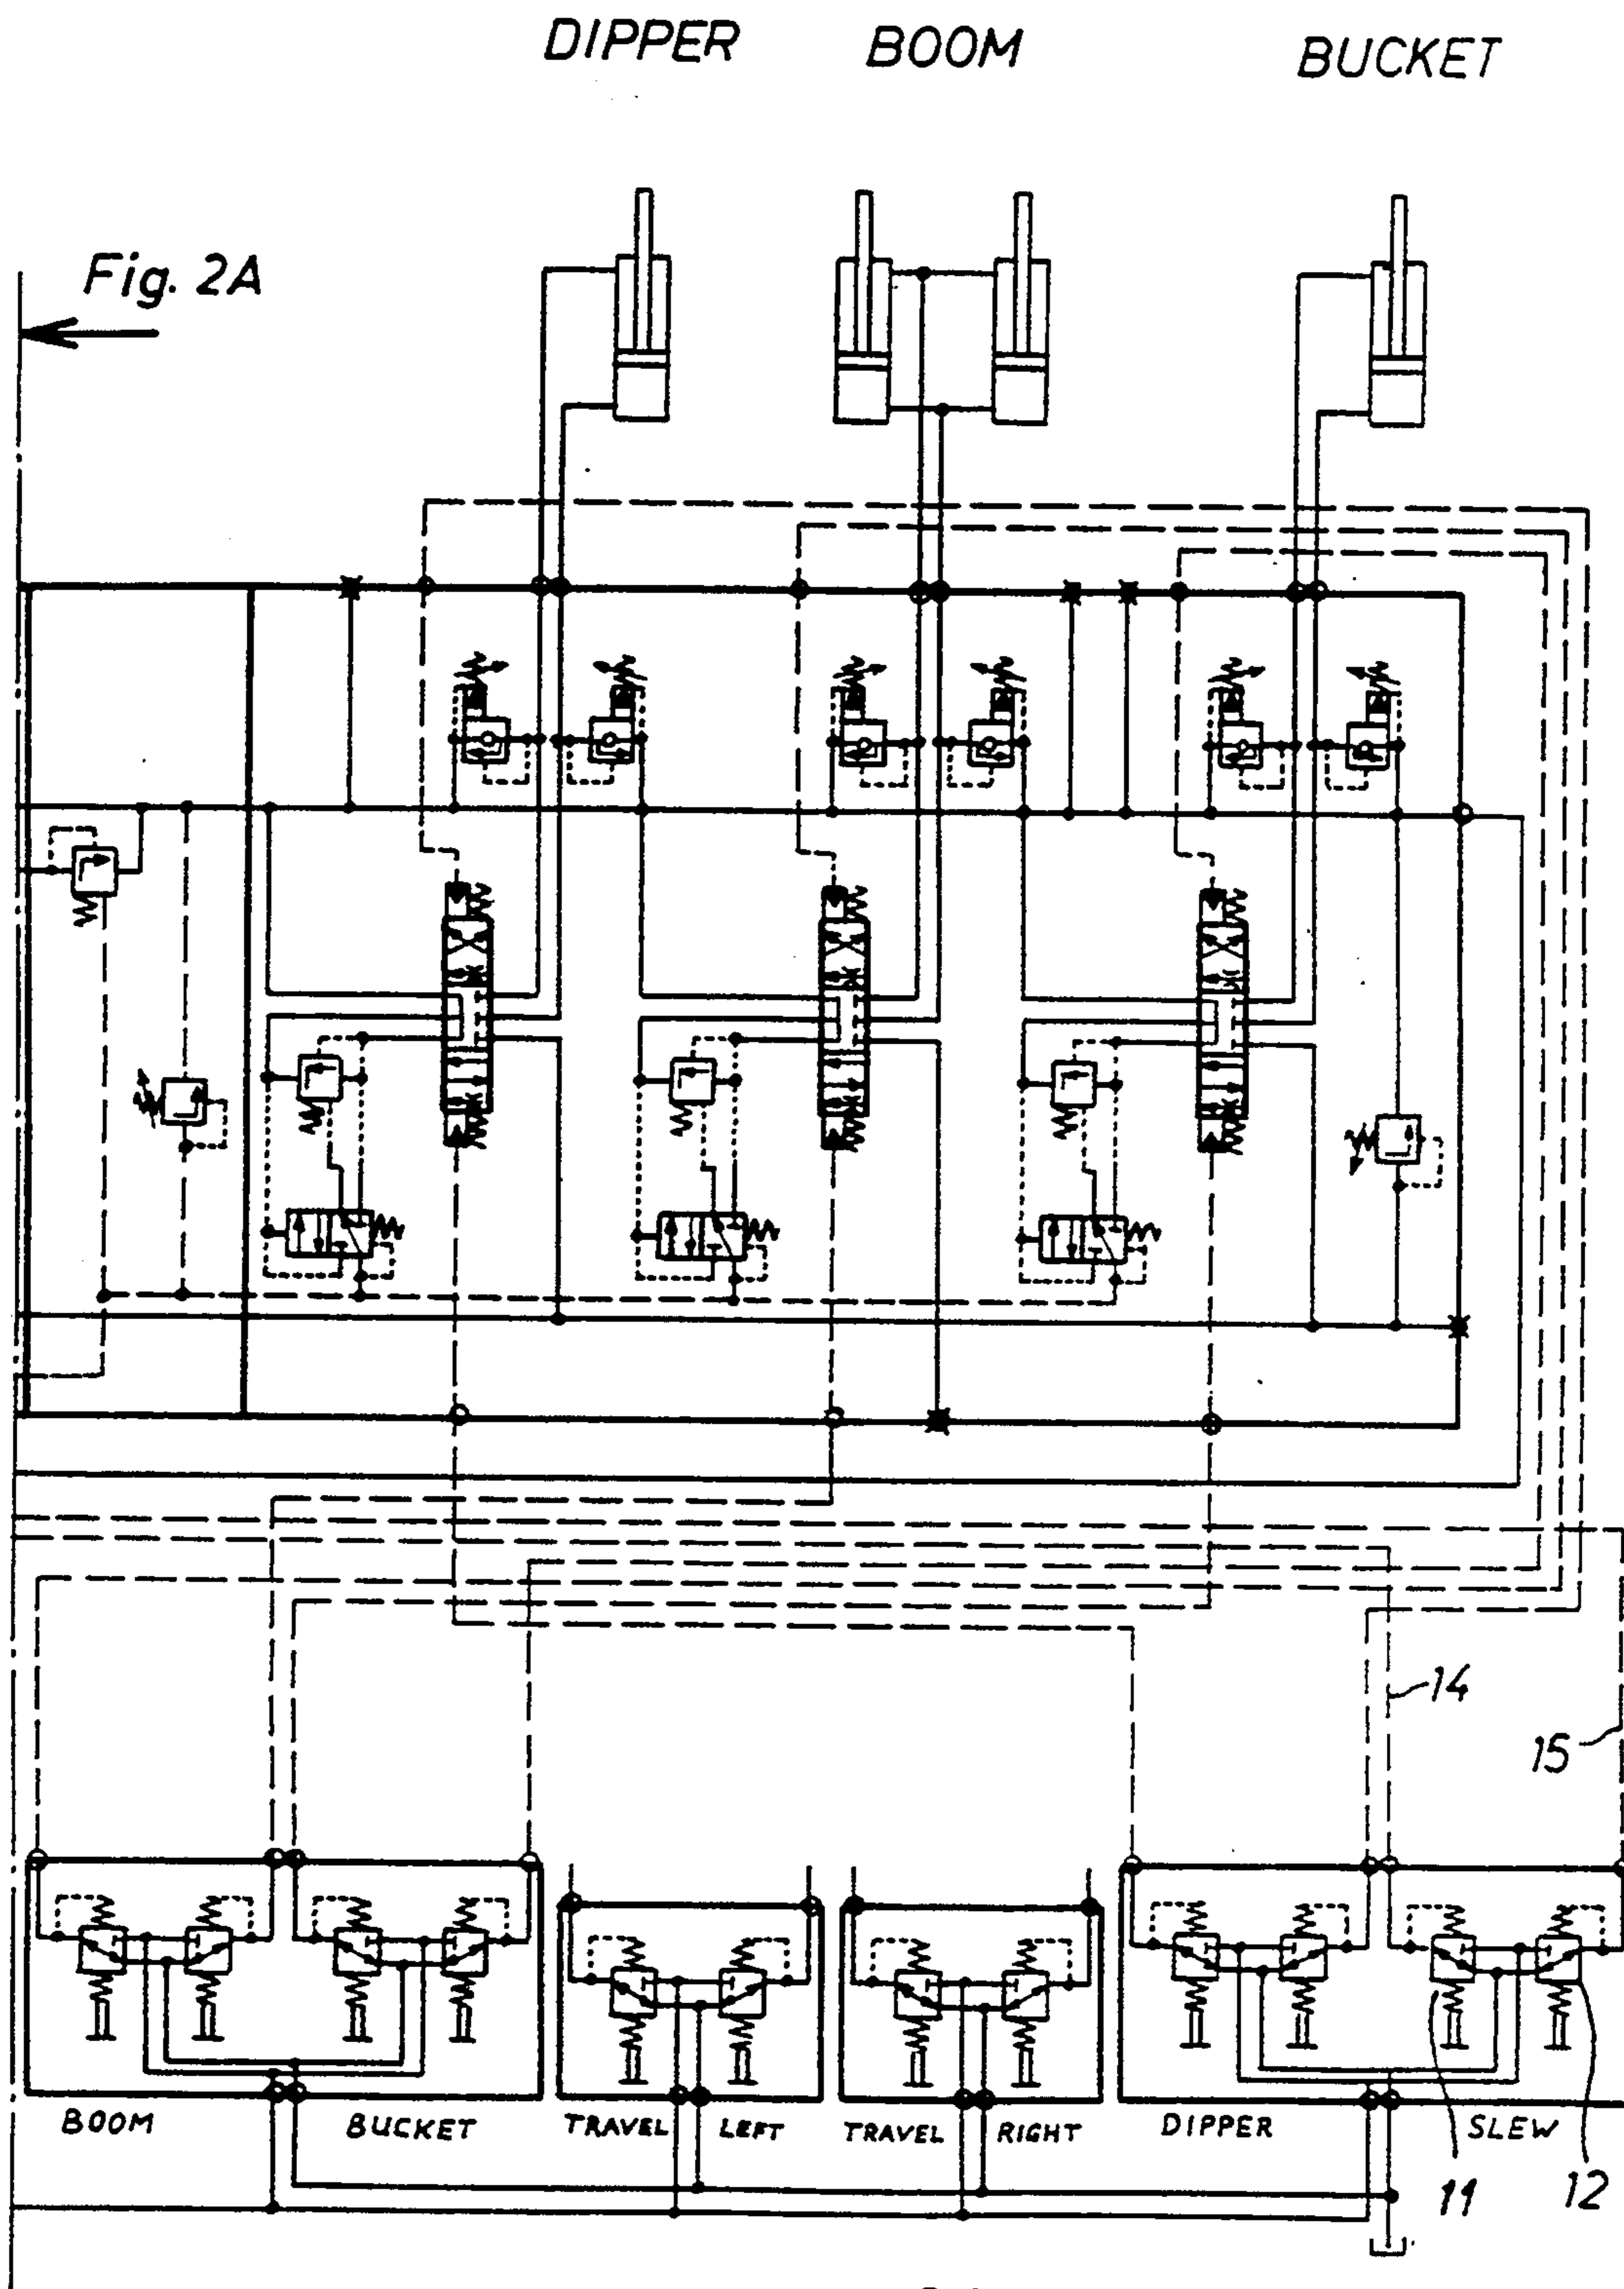 DIPPER BOOM BUCKET
Fig. 2A
14
15
BOOM BUCKET TRAVEL LEFT TRAVEL RIGHT DIPPER SLEW
11 12